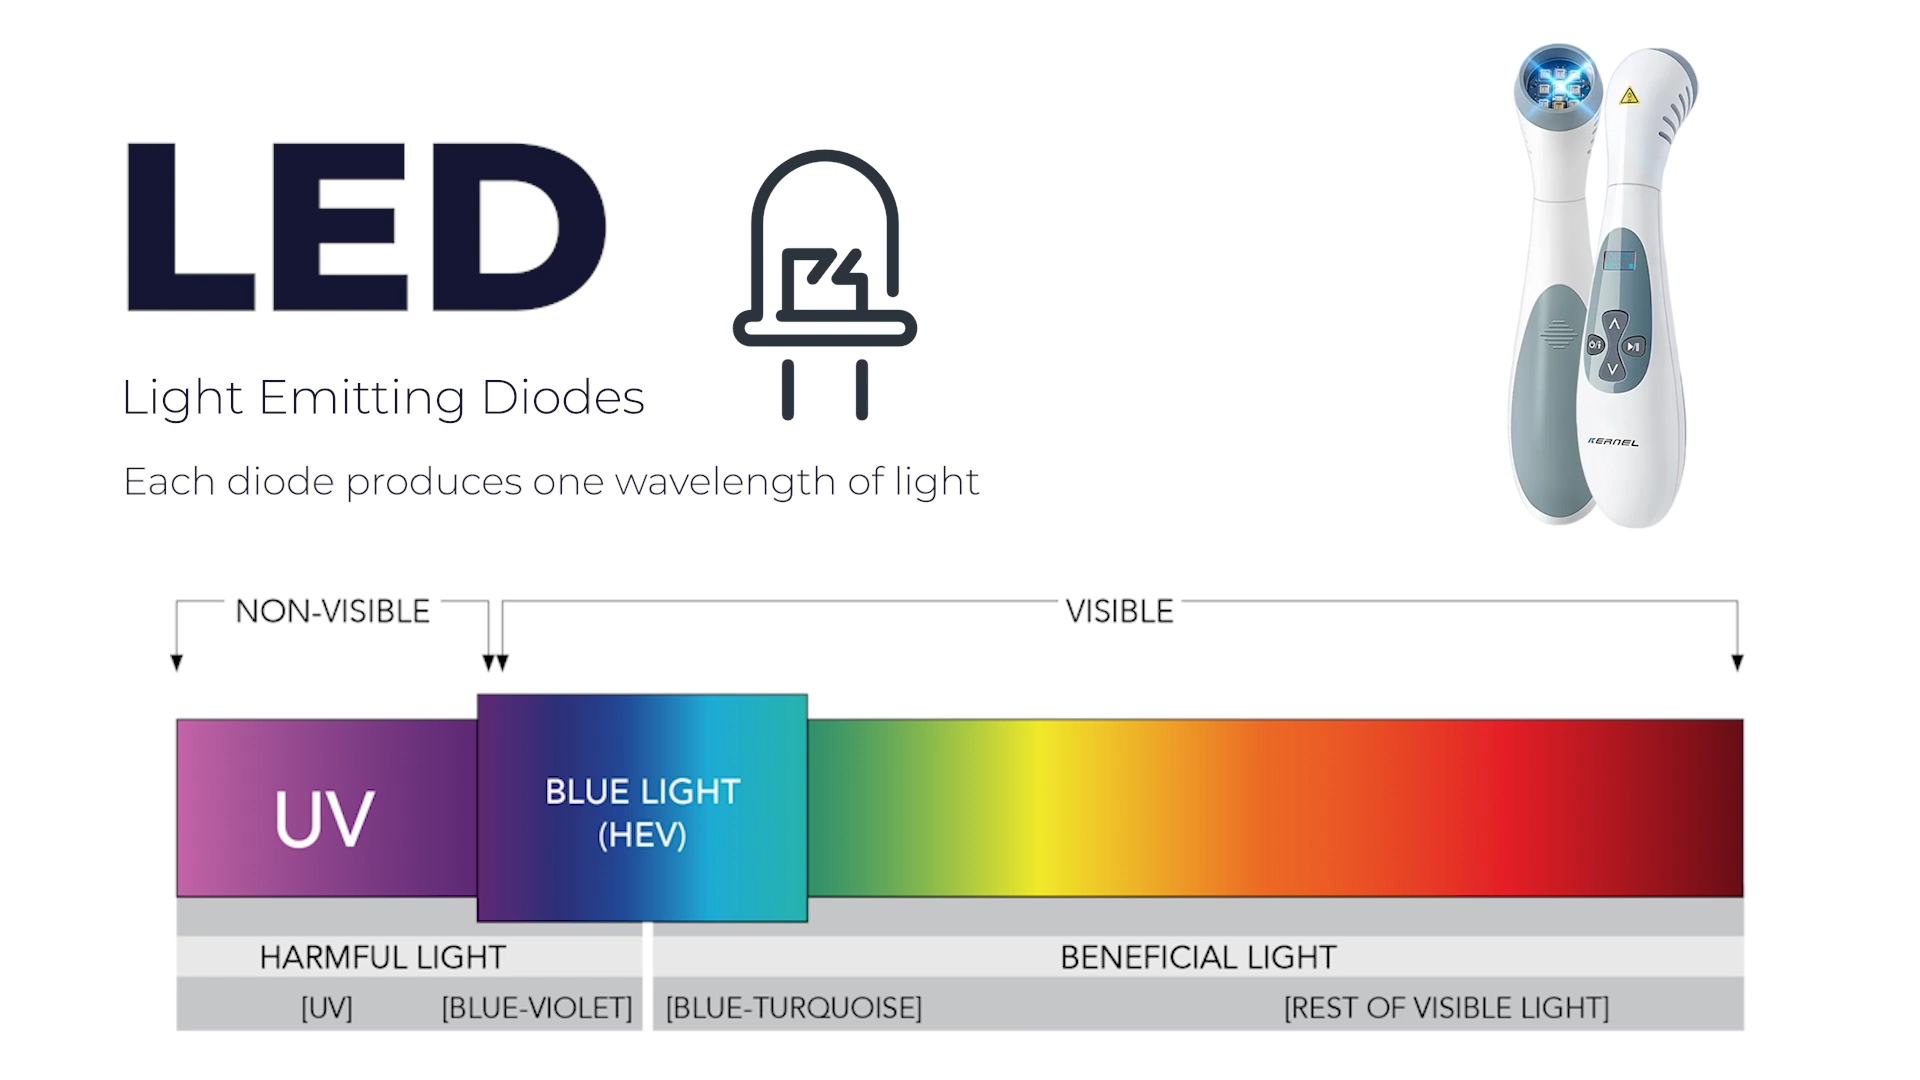 LED
Light Emitting Diodes
Each diode produces one wavelength of light
KERNEL
NON-VISIBLE
VISIBLE
UV
BLUE LIGHT
(HEV)
HARMFUL LIGHT
BENEFICIAL LIGHT
[UV]
[BLUE-VIOLET]
[BLUE-TURQUOISE]
[REST OF VISIBLE LIGHT]